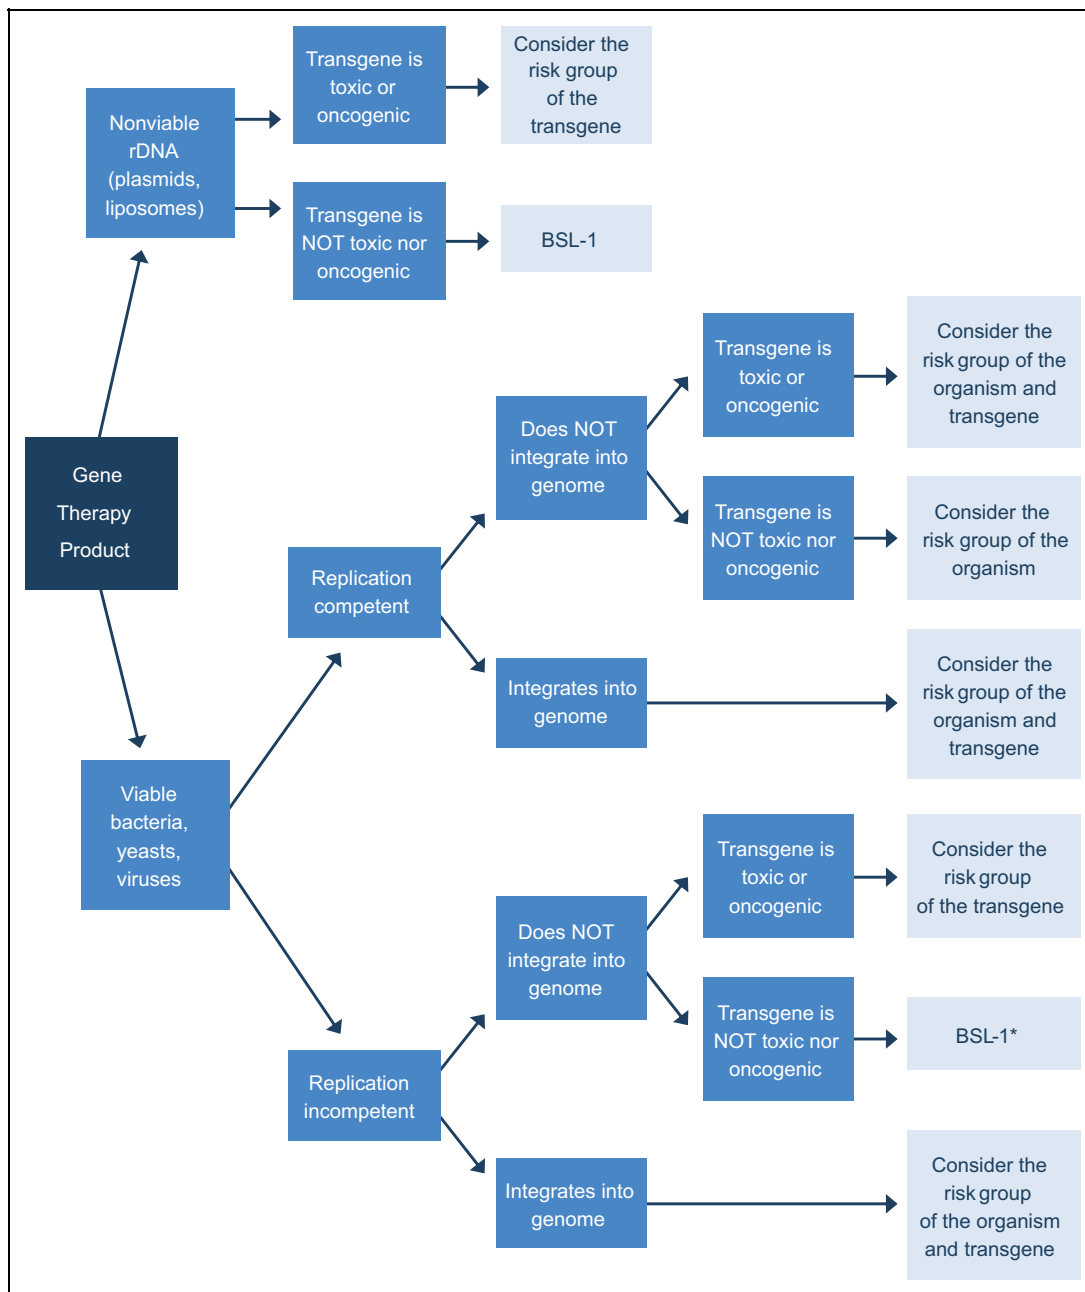 Transgene is
toxic or
oncogenic
Consider the
risk group
of the
transgene
Nonviable
rDNA
(plasmids,
liposomes)
Transgene is
NOT toxic nor
oncogenic
BSL-1
Gene
Therapy
Product
Transgene is
toxic or
oncogenic
Consider the
risk group of the
organism and
transgene
Does NOT
integrate into
genome
Transgene is
NOT toxic nor
oncogenic
Consider the
risk group of the
organism
Replication
competent
Integrates into
genome
Consider the
risk group of the
organism and
transgene
Viable
bacteria,
yeasts,
viruses
Transgene is
toxic or
oncogenic
Consider the
risk group
of the transgene
Does NOT
integrate into
genome
Transgene is
NOT toxic nor
oncogenic
BSL-1*
Replication
incompetent
Integrates into
genome
Consider the
risk group
of the organism
and transgene